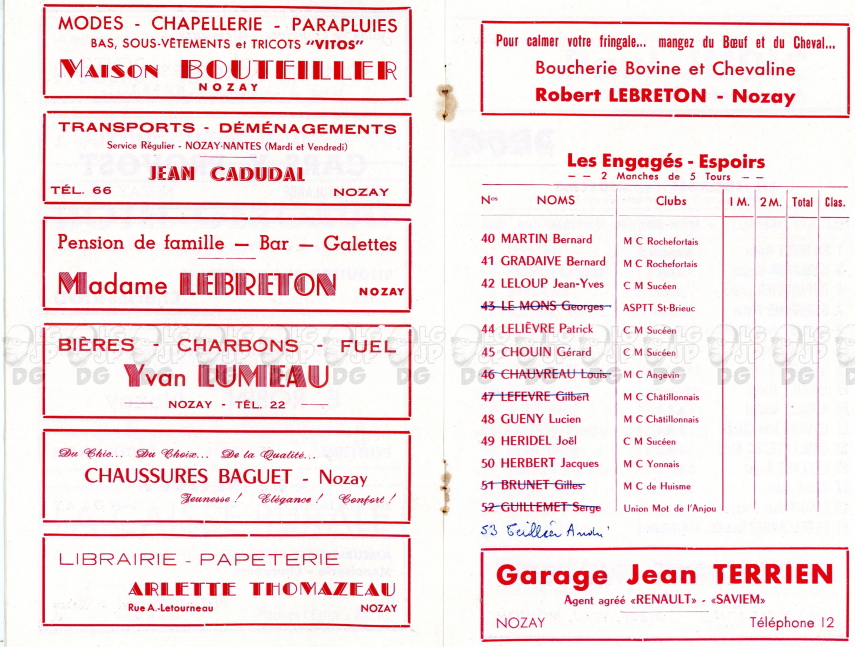 MODES - CHAPELLERIE - PARAPLUIES
BAS, SOUS-VÊTEMENTS et TRICOTS "VITOS"
MAISON BOUTEILLER
NOZAY
TRANSPORTS - DÉMÉNAGEMENTS
Service Régulier - NOZAY-NANTES (Mardi et Vendredi)
JEAN CADUDAL
TÉL. 66 NOZAY
Pension de famille — Bar — Galettes
Madame LEBRETON NOZAY
BIÈRES - CHARBONS - FUEL
Yvan LUMEAU
NOZAY - TÉL. 22
Du Chic... Du Choix... De la Qualité...
CHAUSSURES BAGUET - Nozay
Jeunesse ! Elégance ! Confort !
LIBRAIRIE - PAPETERIE
ARLETTE THOMAZEAU
Rue A.-Letourneau NOZAY
Pour calmer votre fringale... mangez du Bœuf et du Cheval...
Boucherie Bovine et Chevaline
Robert LEBRETON - Nozay
Les Engagés - Espoirs
— — 2 Manches de 5 Tours — —
Nos NOMS Clubs 1 M. 2 M. Total Clas.
40 MARTIN Bernard M C Rochefortais
41 GRADAIVE Bernard M C Rochefortais
42 LELOUP Jean-Yves C M Sucéen
43 LE MONS Georges ASPTT St-Brieuc
44 LELIÈVRE Patrick C M Sucéen
45 CHOUIN Gérard C M Sucéen
46 CHAUVREAU Louis M C Angevin
47 LEFEVRE Gilbert M C Châtillonnais
48 GUENY Lucien M C Châtillonnais
49 HERIDEL Joël C M Sucéen
50 HERBERT Jacques M C Yonnais
51 BRUNET Gilles M C de Huisme
52 GUILLEMET Serge Union Mot de l'Anjou
53 Teillier André
Garage Jean TERRIEN
Agent agréé «RENAULT» - «SAVIEM»
NOZAY Téléphone 12